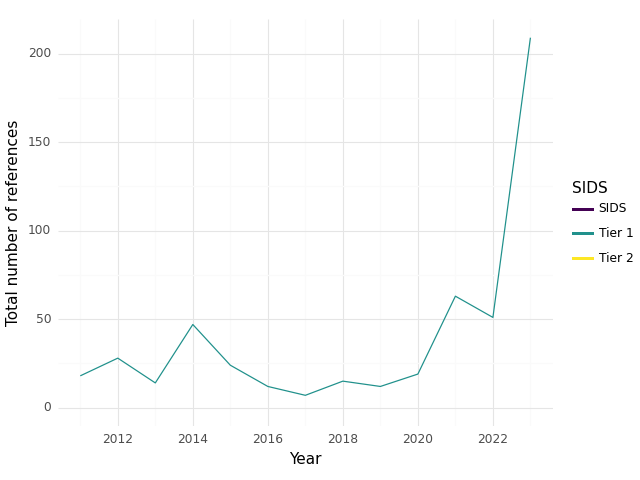 200
150
100
50
0
Total number of references
2012 2014 2016 2018 2020 2022
Year
SIDS
SIDS
Tier 1
Tier 2